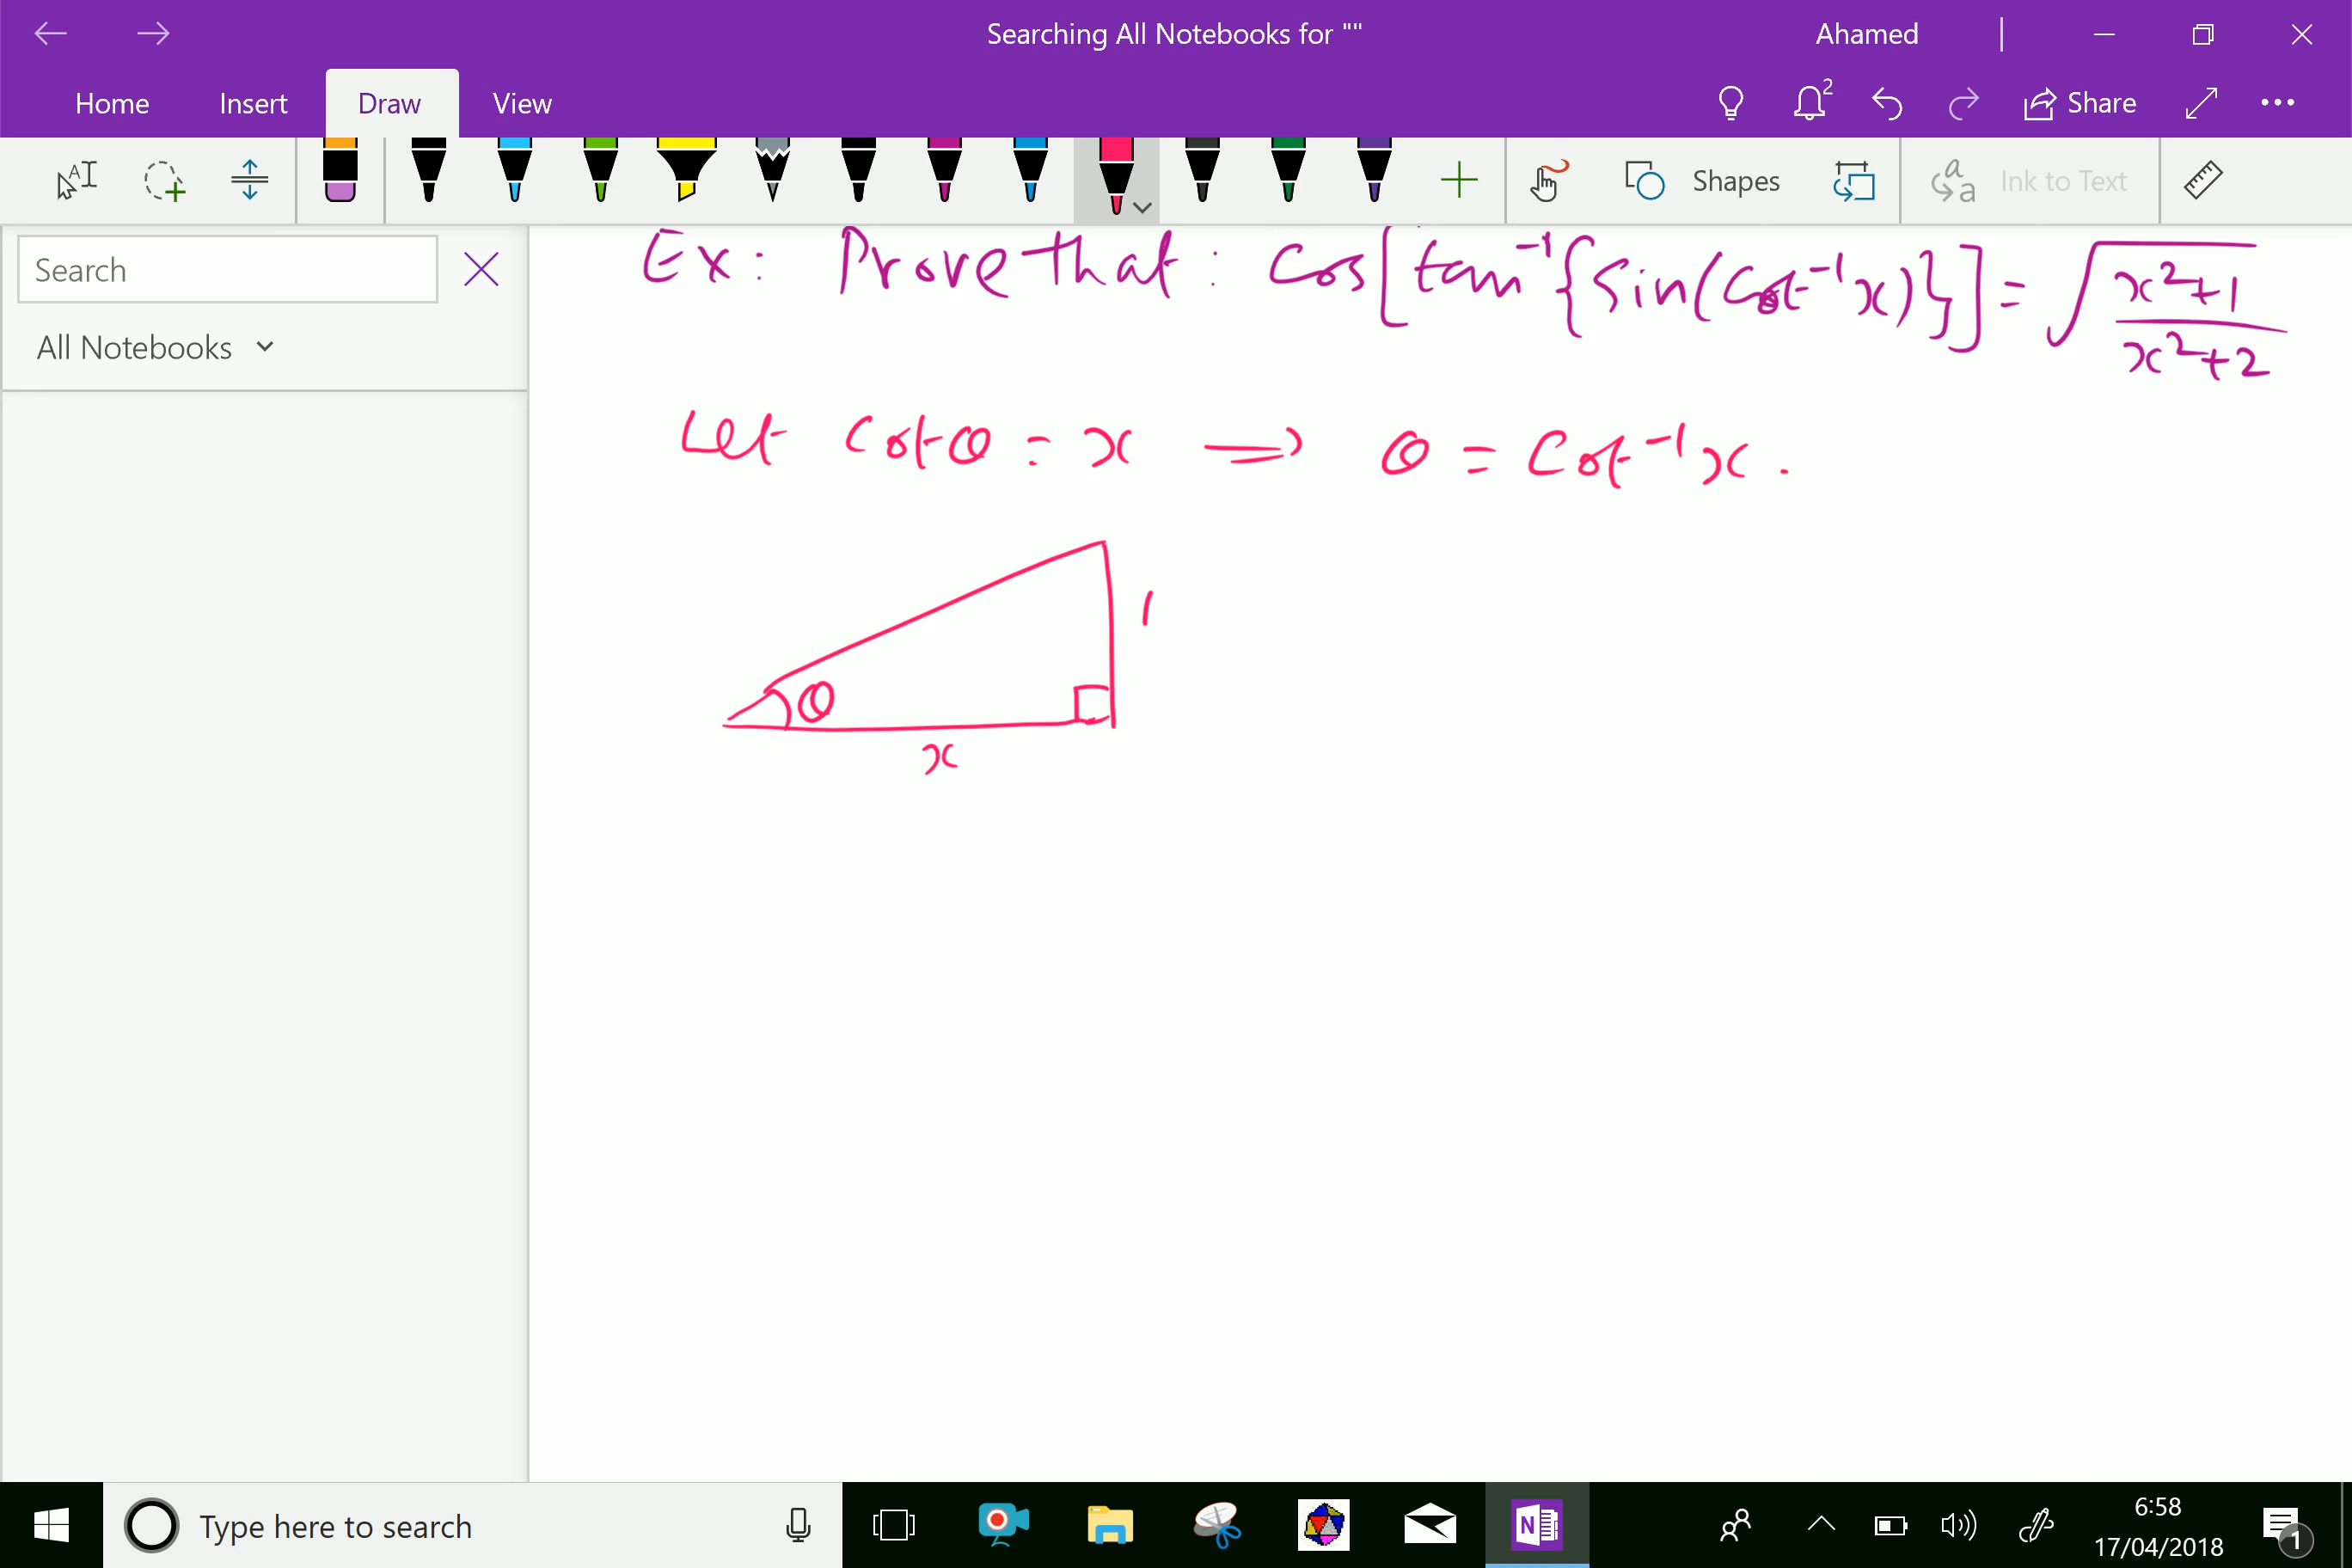 Searching All Notebooks for ""
Ahamed
Home
Insert
Draw
View
2
Share
Shapes
Ink to Text
Search
All Notebooks
Ex: Prove that : Cos[tan⁻¹{Sin(Cot⁻¹x)}] = √((x²+1)/(x²+2))
Let Cotθ = x ⟹ θ = Cot⁻¹x.
1
θ
x
Type here to search
6:58
17/04/2018
1